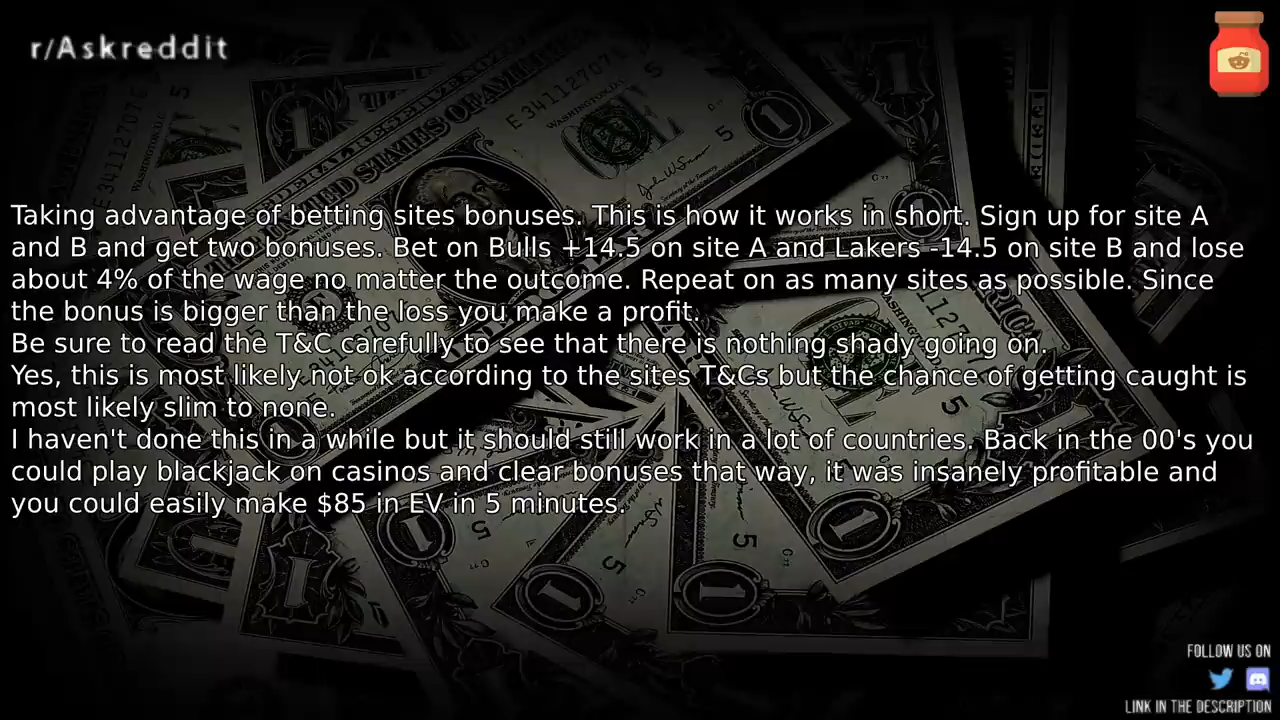 r/Askreddit
Taking advantage of betting sites bonuses. This is how it works in short. Sign up for site A
and B and get two bonuses. Bet on Bulls +14.5 on site A and Lakers -14.5 on site B and lose
about 4% of the wage no matter the outcome. Repeat on as many sites as possible. Since
the bonus is bigger than the loss you make a profit.
Be sure to read the T&C carefully to see that there is nothing shady going on.
Yes, this is most likely not ok according to the sites T&Cs but the chance of getting caught is
most likely slim to none.
I haven't done this in a while but it should still work in a lot of countries. Back in the 00's you
could play blackjack on casinos and clear bonuses that way, it was insanely profitable and
you could easily make $85 in EV in 5 minutes.
FOLLOW US ON
LINK IN THE DESCRIPTION